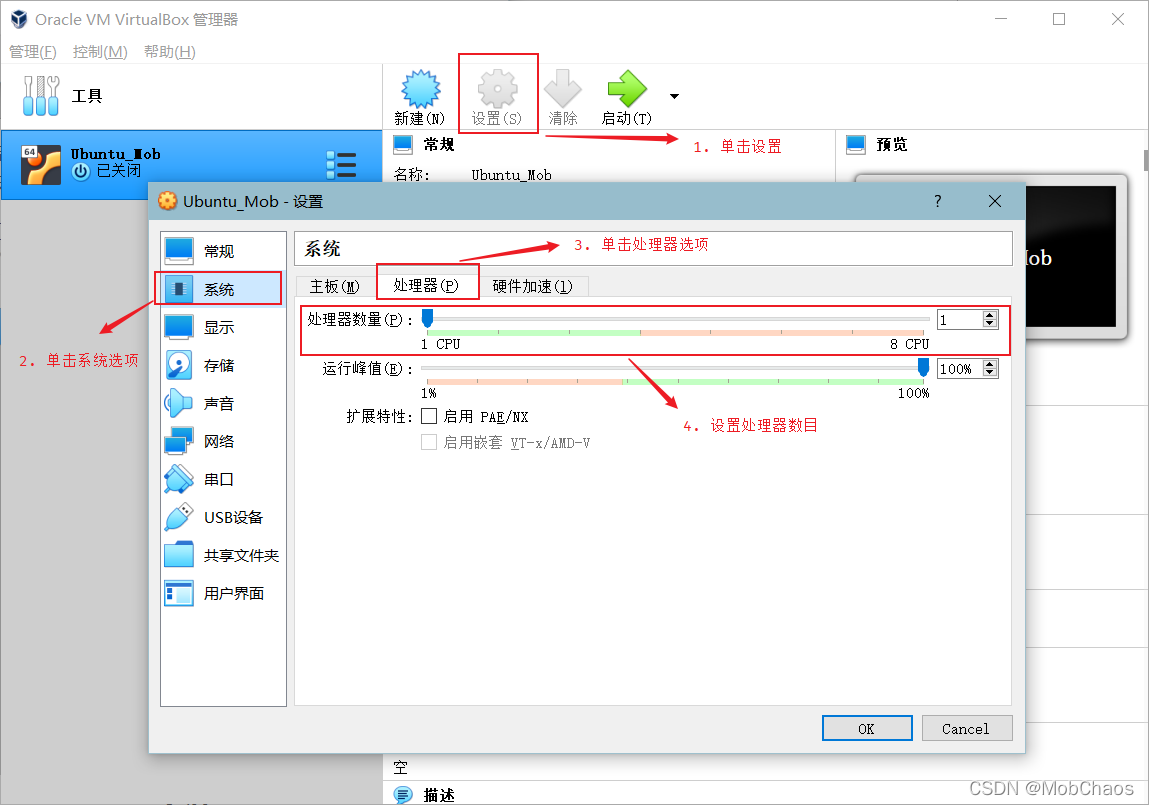 Oracle VM VirtualBox 管理器
管理(F) 控制(M) 帮助(H)
工具
新建(N) 设置(S) 清除 启动(T)
1. 单击设置
64
Ubuntu_Mob
已关闭
常规
预览
名称: Ubuntu_Mob
Ubuntu_Mob - 设置
?
常规
系统
显示
存储
声音
网络
串口
USB设备
共享文件夹
用户界面
2. 单击系统选项
系统
3. 单击处理器选项
主板(M) 处理器(P) 硬件加速(l)
处理器数量(P): 1
1 CPU 8 CPU
运行峰值(E): 100%
1% 100%
扩展特性: 启用 PAE/NX
启用嵌套 VT-x/AMD-V
4. 设置处理器数目
OK Cancel
空
描述
CSDN @MobChaos